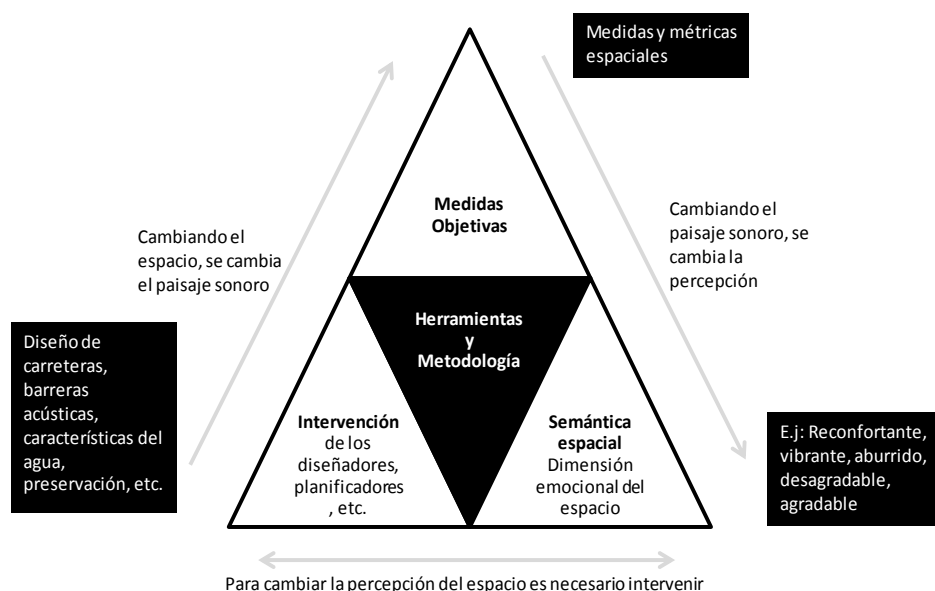 Medidas y métricas
espaciales
Medidas
Objetivas
Cambiando el
espacio, se cambia
el paisaje sonoro
Cambiando el
paisaje sonoro, se
cambia la
percepción
Herramientas
y
Metodología
Diseño de
carreteras,
barreras
acústicas,
características del
agua,
preservación, etc.
Intervención
de los
diseñadores,
planificadores
, etc.
Semántica
espacial
Dimensión
emocional del
espacio
E.j: Reconfortante,
vibrante, aburrido,
desagradable,
agradable
Para cambiar la percepción del espacio es necesario intervenir